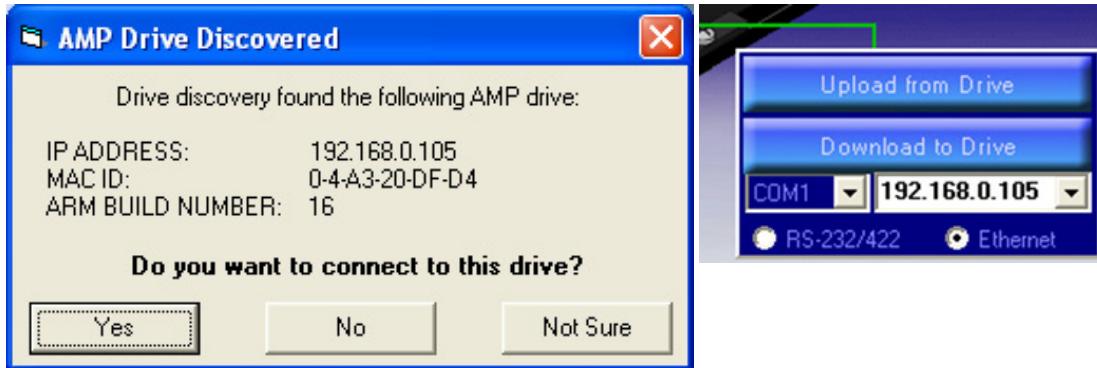 AMP Drive Discovered
Drive discovery found the following AMP drive:
IP ADDRESS: 192.168.0.105
MAC ID: 0-4-A3-20-DF-D4
ARM BUILD NUMBER: 16
Do you want to connect to this drive?
Yes No Not Sure
Upload from Drive
Download to Drive
COM1 192.168.0.105
RS-232/422 Ethernet